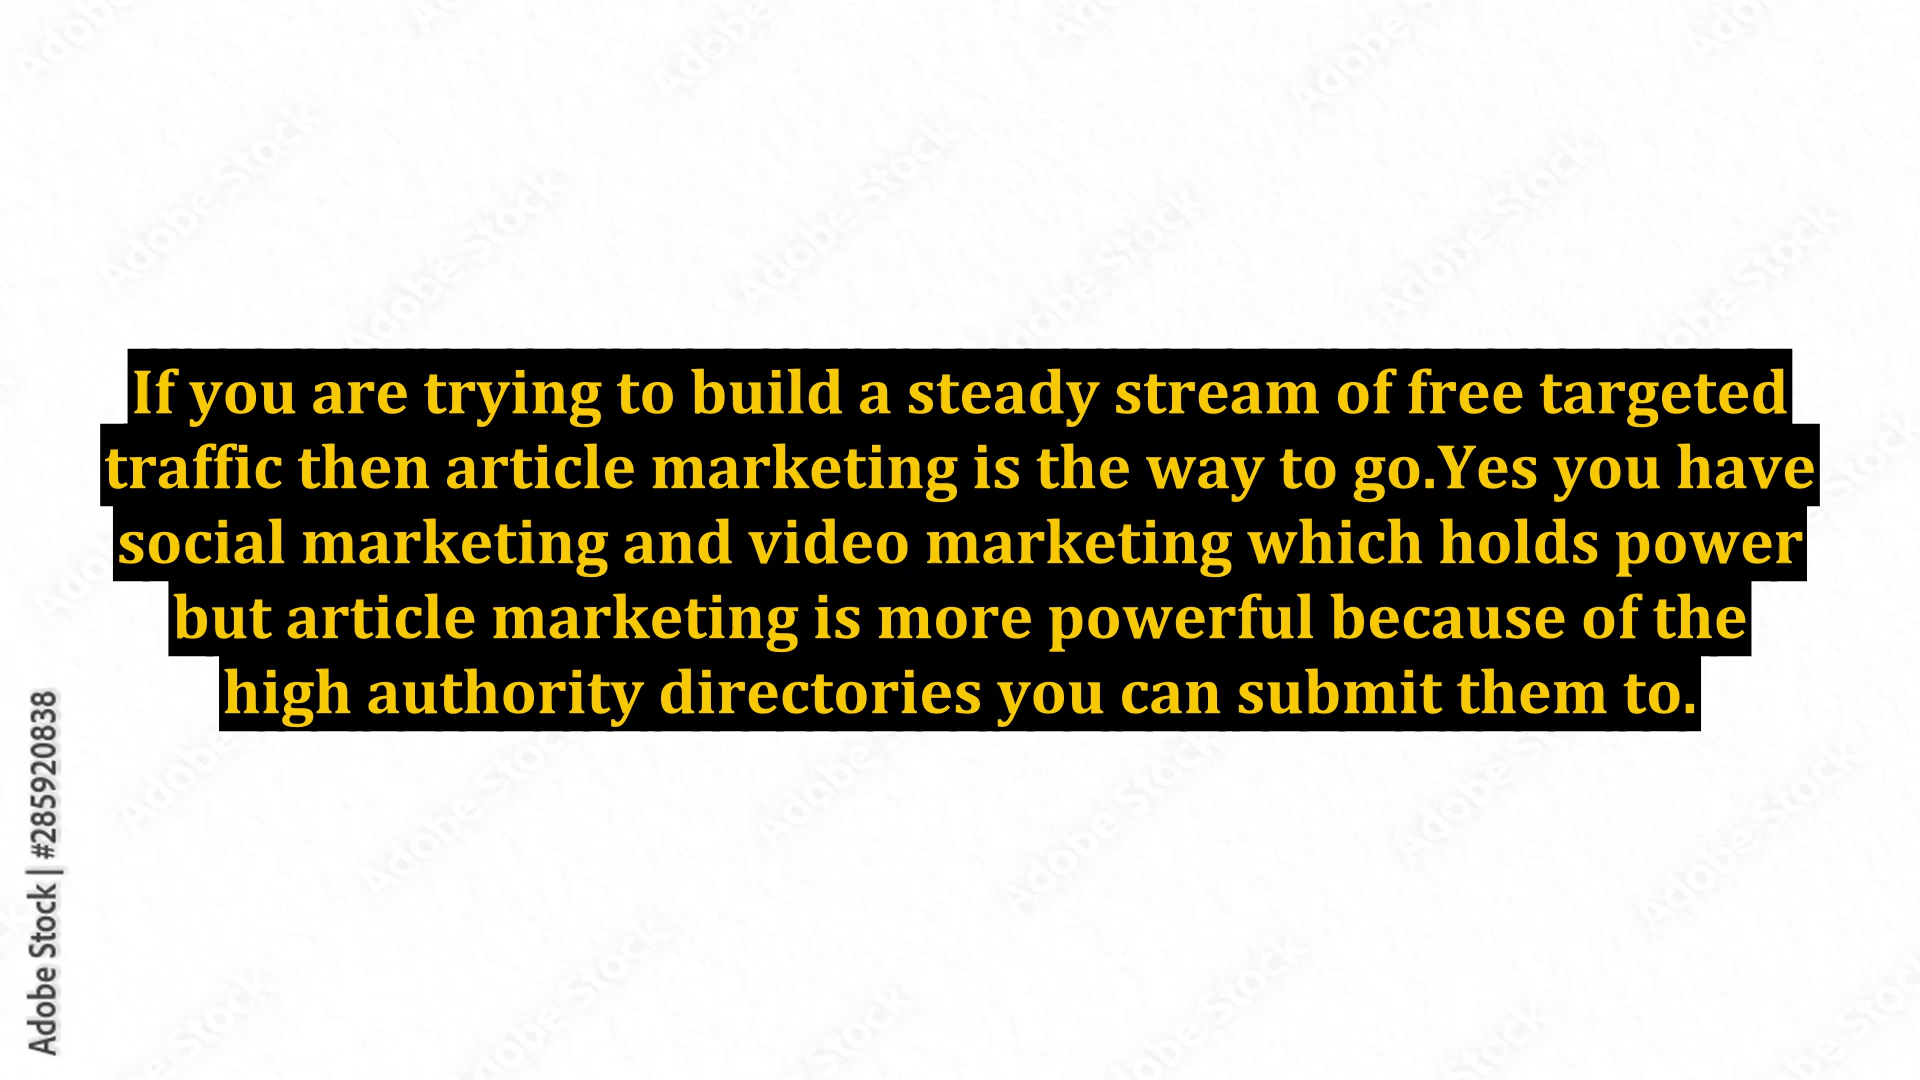 If you are trying to build a steady stream of free targeted
traffic then article marketing is the way to go.Yes you have
social marketing and video marketing which holds power
but article marketing is more powerful because of the
high authority directories you can submit them to.
Adobe Stock | #285920838
Adobe Stock